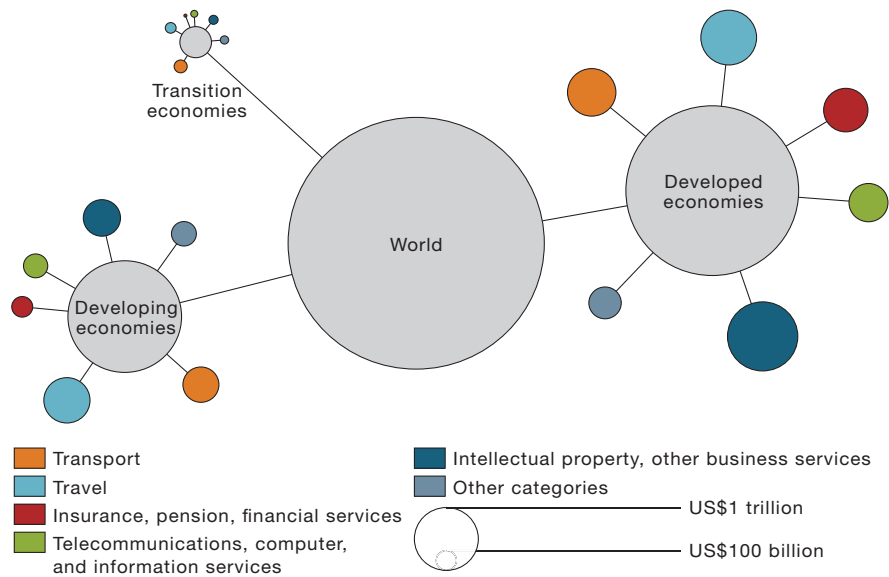 Transition
economies
Developed
economies
World
Developing
economies
Transport
Travel
Insurance, pension, financial services
Telecommunications, computer,
and information services
Intellectual property, other business services
Other categories
US$1 trillion
US$100 billion